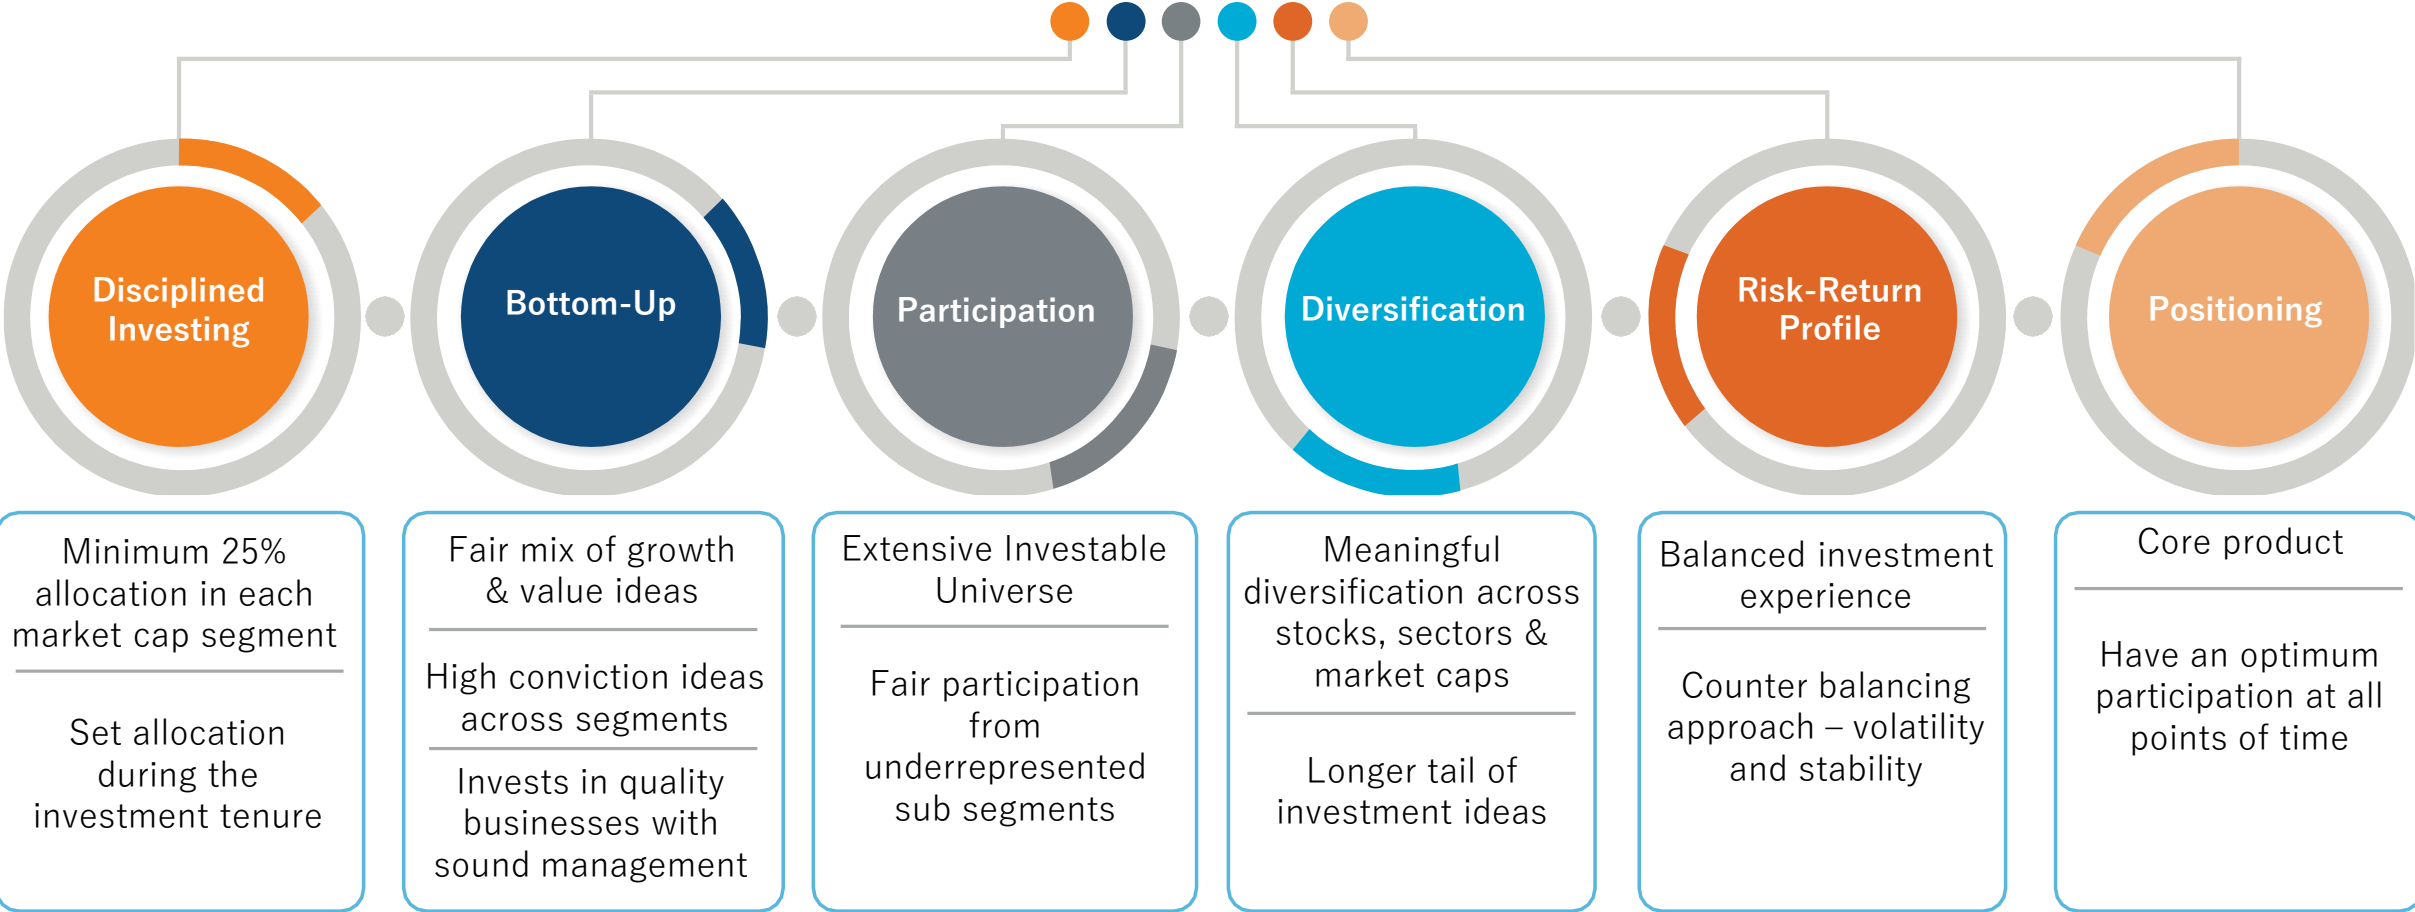 Disciplined
Investing
Bottom-Up
Participation
Diversification
Risk-Return
Profile
Positioning
Minimum 25%
allocation in each
market cap segment
Set allocation
during the
investment tenure
Fair mix of growth
& value ideas
High conviction ideas
across segments
Invests in quality
businesses with
sound management
Extensive Investable
Universe
Fair participation
from
underrepresented
sub segments
Meaningful
diversification across
stocks, sectors &
market caps
Longer tail of
investment ideas
Balanced investment
experience
Counter balancing
approach – volatility
and stability
Core product
Have an optimum
participation at all
points of time